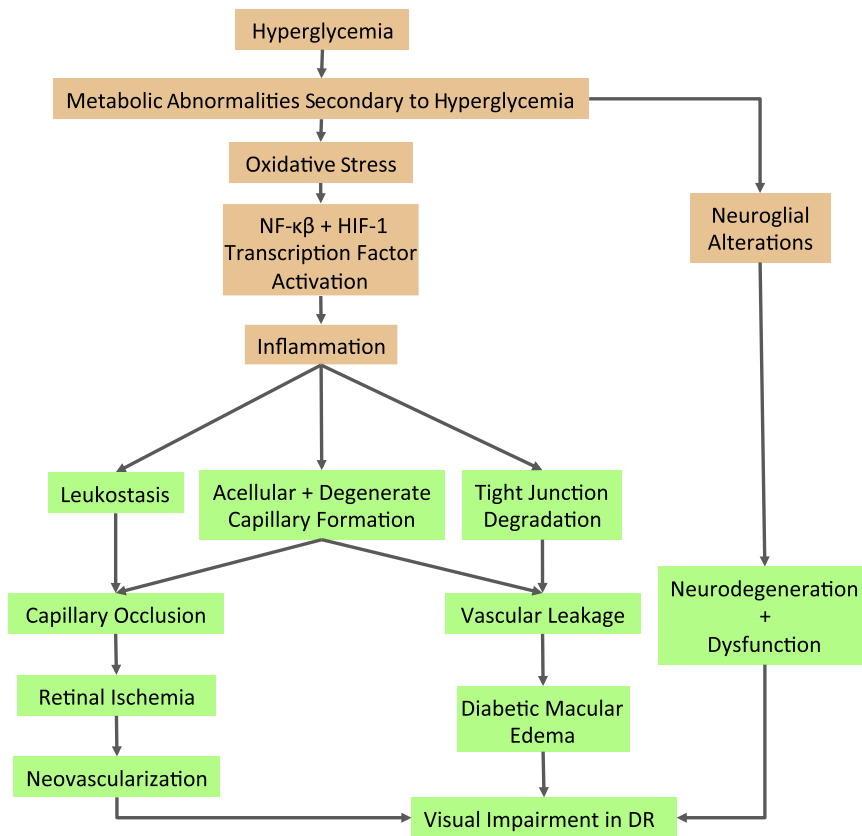 Hyperglycemia
Metabolic Abnormalities Secondary to Hyperglycemia
Oxidative Stress
NF-κβ + HIF-1
Transcription Factor
Activation
Neuroglial
Alterations
Inflammation
Leukostasis
Acellular + Degenerate
Capillary Formation
Tight Junction
Degradation
Capillary Occlusion
Vascular Leakage
Neurodegeneration
+
Dysfunction
Retinal Ischemia
Diabetic Macular
Edema
Neovascularization
Visual Impairment in DR